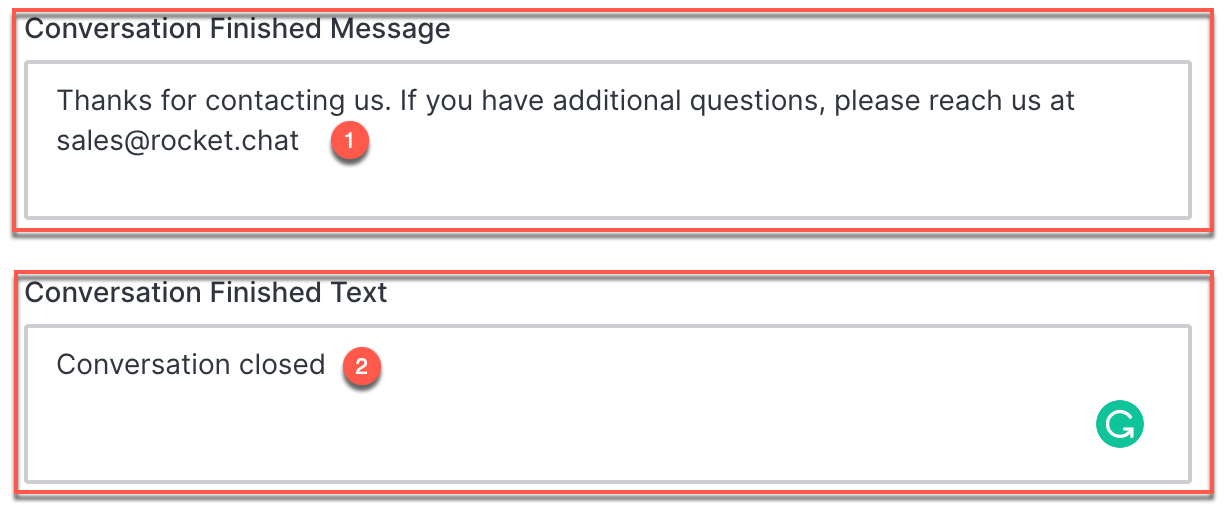 Conversation Finished Message
Thanks for contacting us. If you have additional questions, please reach us at
sales@rocket.chat 1
Conversation Finished Text
Conversation closed 2